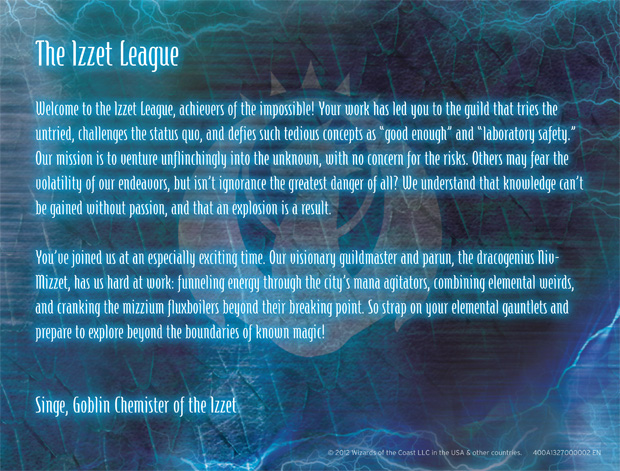 The Izzet League
Welcome to the Izzet League, achievers of the impossible! Your work has led you to the guild that tries the
untried, challenges the status quo, and defies such tedious concepts as “good enough” and “laboratory safety.”
Our mission is to venture unflinchingly into the unknown, with no concern for the risks. Others may fear the
volatility of our endeavors, but isn’t ignorance the greatest danger of all? We understand that knowledge can’t
be gained without passion, and that an explosion is a result.
You’ve joined us at an especially exciting time. Our visionary guildmaster and parun, the dracogenius Niv-
Mizzet, has us hard at work: funneling energy through the city’s mana agitators, combining elemental weirds,
and cranking the mizzium fluxboilers beyond their breaking point. So strap on your elemental gauntlets and
prepare to explore beyond the boundaries of known magic!
Singe, Goblin Chemister of the Izzet
© 2012 Wizards of the Coast LLC in the USA & other countries. 400A1327000002 EN